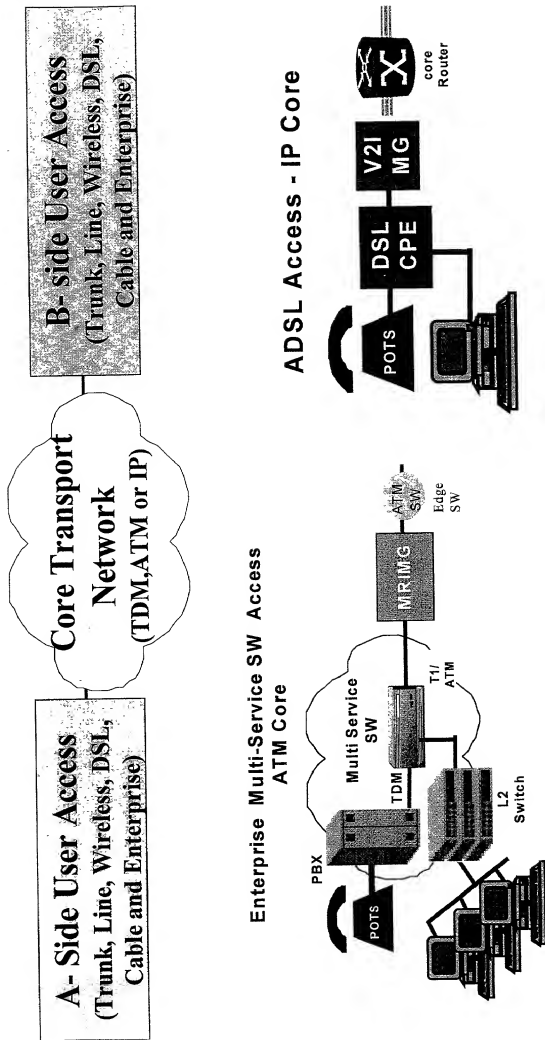 A- Side User Access
(Trunk, Line, Wireless, DSL,
Cable and Enterprise)
Core Transport
Network
(TDM,ATM or IP)
B- side User Access
(Trunk, Line, Wireless, DSL,
Cable and Enterprise)
Enterprise Multi-Service SW Access
ATM Core
PBX
POTS
TDM
Multi Service
SW
T1/
ATM
L2
Switch
MRIMG
ATM
SW
Edge
SW
ADSL Access - IP Core
POTS
DSL
CPE
V2I
MG
core
Router